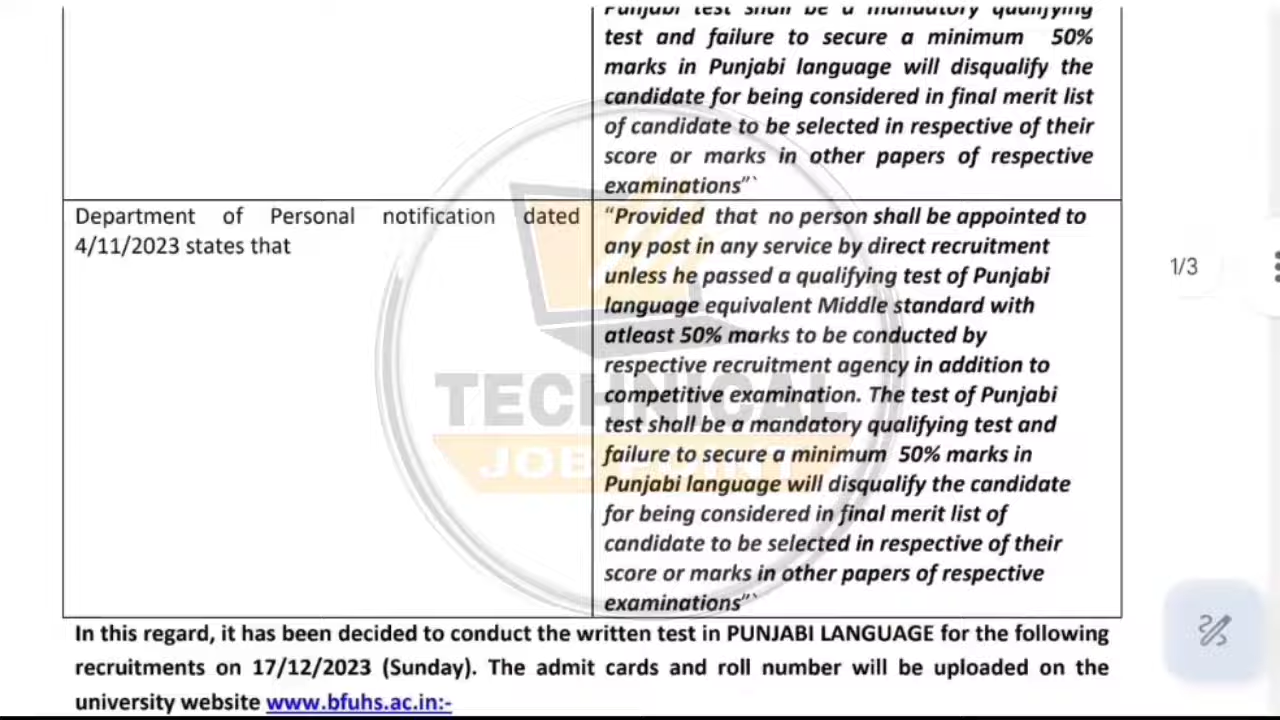 Punjabi test shall be a mandatory qualifying
test and failure to secure a minimum 50%
marks in Punjabi language will disqualify the
candidate for being considered in final merit list
of candidate to be selected in respective of their
score or marks in other papers of respective
examinations"`
Department of Personal notification dated
4/11/2023 states that
"Provided that no person shall be appointed to
any post in any service by direct recruitment
unless he passed a qualifying test of Punjabi
language equivalent Middle standard with
atleast 50% marks to be conducted by
respective recruitment agency in addition to
competitive examination. The test of Punjabi
test shall be a mandatory qualifying test and
failure to secure a minimum 50% marks in
Punjabi language will disqualify the candidate
for being considered in final merit list of
candidate to be selected in respective of their
score or marks in other papers of respective
examinations"`
1/3
TECHNICAL
JOB POINT
In this regard, it has been decided to conduct the written test in PUNJABI LANGUAGE for the following
recruitments on 17/12/2023 (Sunday). The admit cards and roll number will be uploaded on the
university website www.bfuhs.ac.in:-